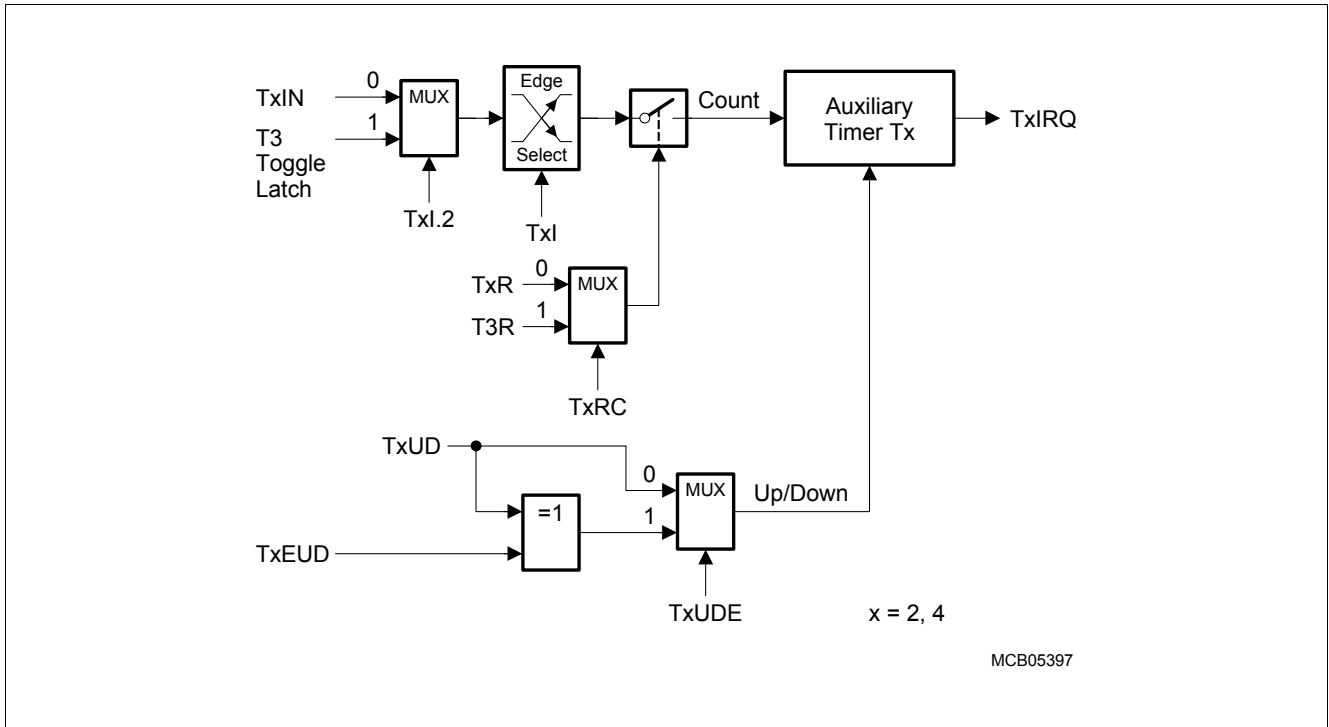 TxIN
0
T3
Toggle
Latch
1
MUX
TxI.2
Edge
Select
TxI
Count
Auxiliary
Timer Tx
TxIRQ
TxR
0
T3R
1
MUX
TxRC
TxUD
TxEUD
=1
0
1
MUX
Up/Down
TxUDE
x = 2, 4
MCB05397